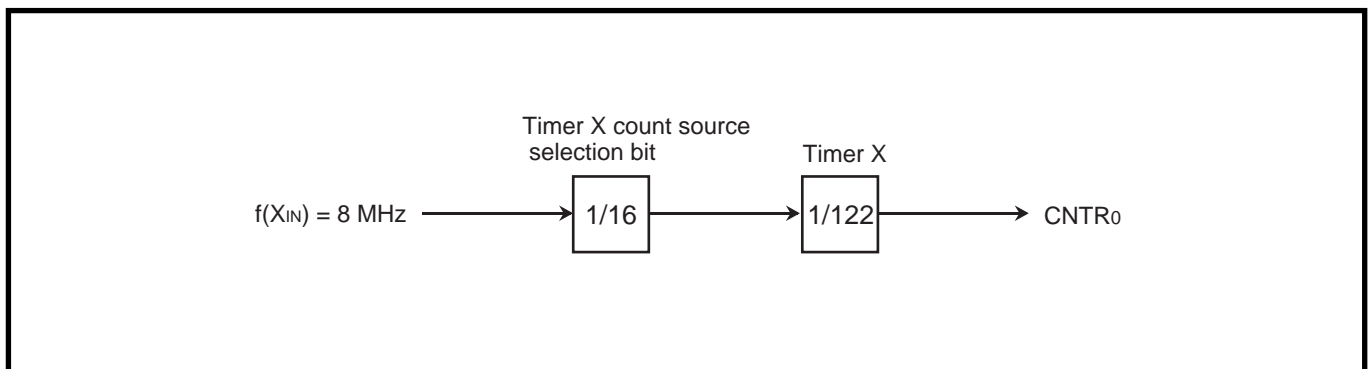 Timer X count source
selection bit
Timer X
f(XIN) = 8 MHz
1/16
1/122
CNTR0